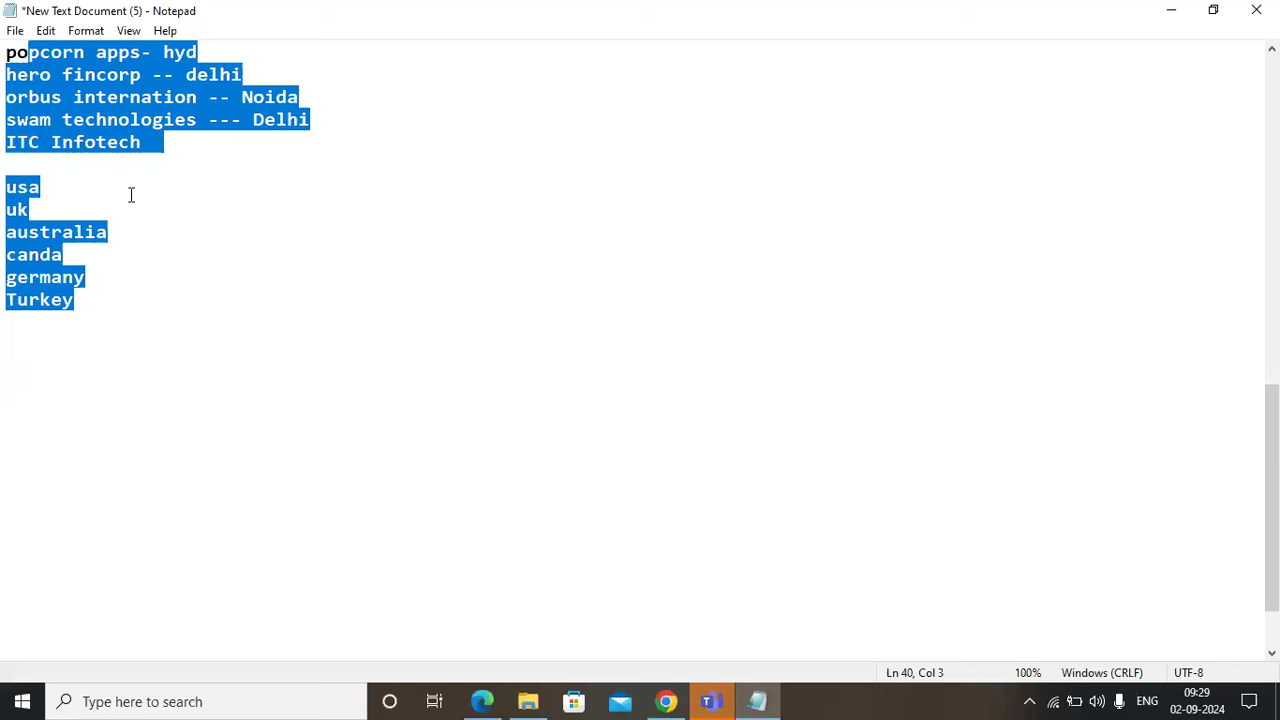 *New Text Document (5) - Notepad
File Edit Format View Help
popcorn apps- hyd
hero fincorp -- delhi
orbus internation -- Noida
swam technologies --- Delhi
ITC Infotech
usa
uk
australia
canda
germany
Turkey
Ln 40, Col 3 100% Windows (CRLF) UTF-8
Type here to search ENG 09:29
02-09-2024